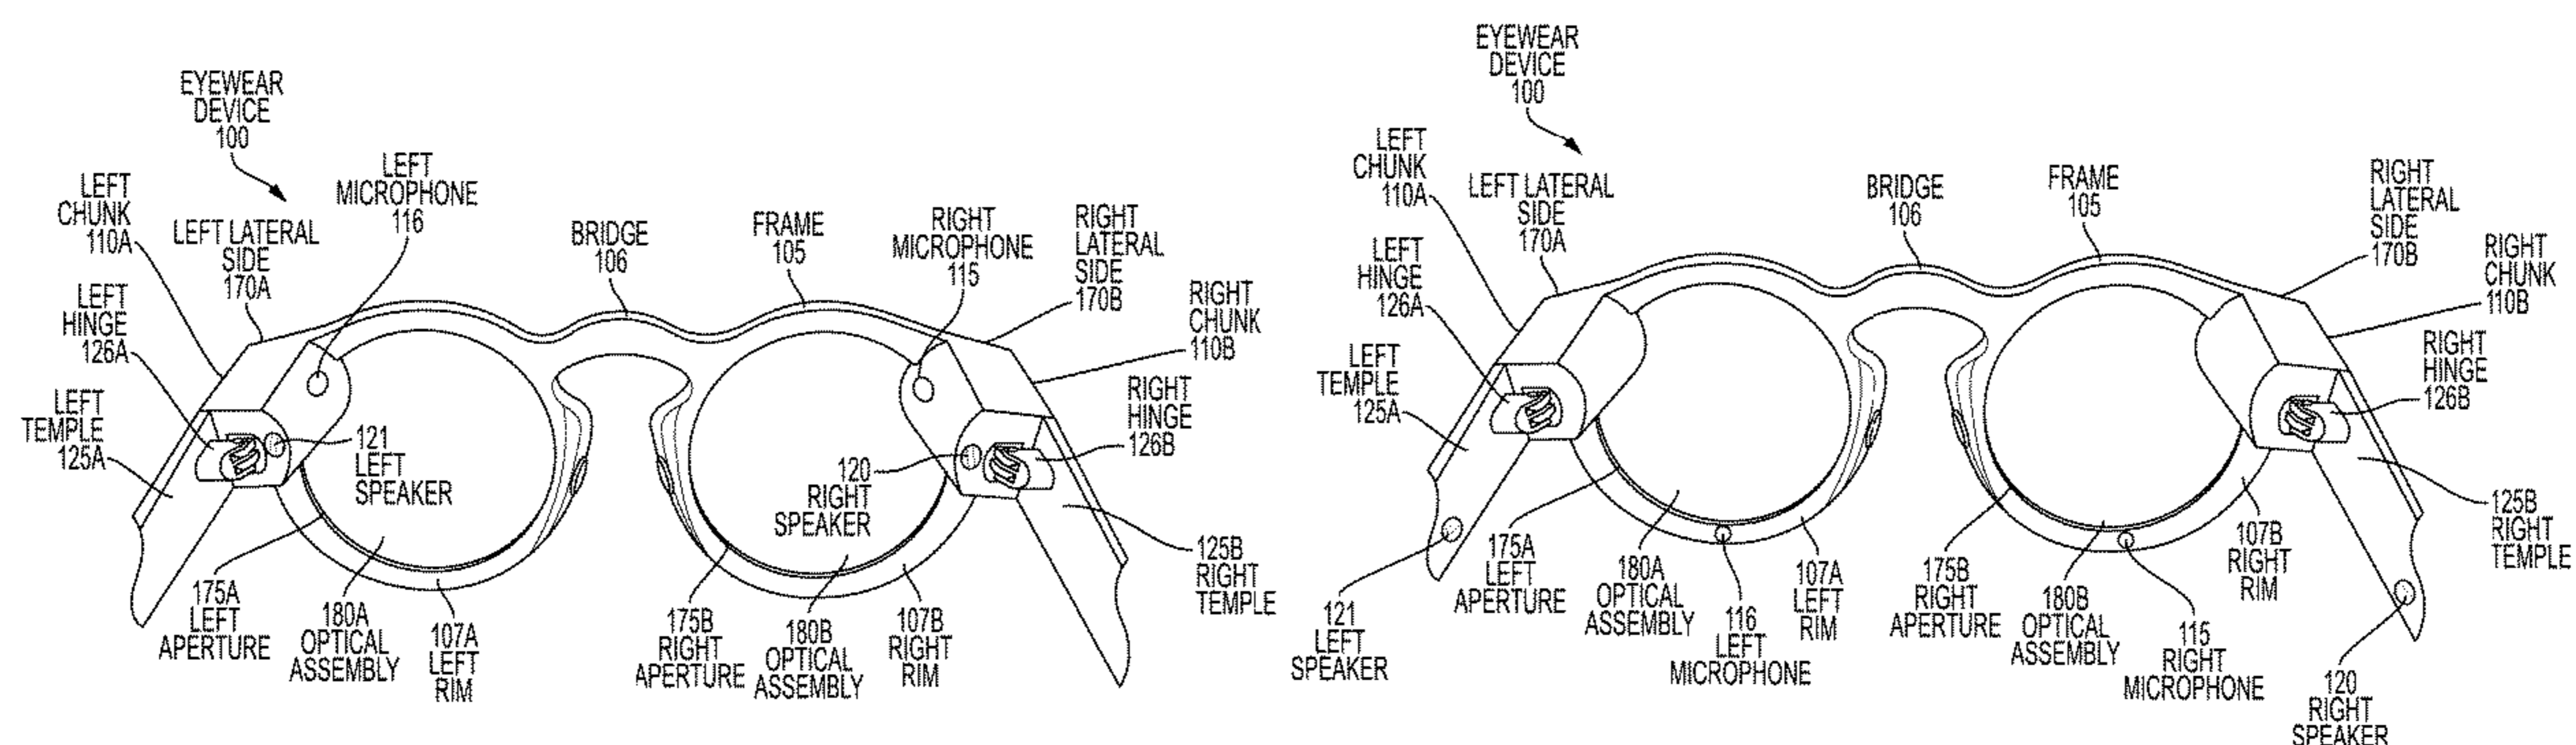 EYEWEAR
DEVICE
100
LEFT
MICROPHONE
116
LEFT
CHUNK
110A
LEFT LATERAL
SIDE
170A
LEFT
HINGE
126A
LEFT
TEMPLE
125A
BRIDGE
106
FRAME
105
RIGHT
MICROPHONE
115
RIGHT
LATERAL
SIDE
170B
RIGHT
CHUNK
110B
RIGHT
HINGE
126B
121
LEFT
SPEAKER
120
RIGHT
SPEAKER
125B
RIGHT
TEMPLE
175A
LEFT
APERTURE
180A
OPTICAL
ASSEMBLY
107A
LEFT
RIM
175B
RIGHT
APERTURE
180B
OPTICAL
ASSEMBLY
107B
RIGHT
RIM
EYEWEAR
DEVICE
100
LEFT
CHUNK
110A
LEFT LATERAL
SIDE
170A
LEFT
HINGE
126A
LEFT
TEMPLE
125A
BRIDGE
106
FRAME
105
RIGHT
LATERAL
SIDE
170B
RIGHT
CHUNK
110B
RIGHT
HINGE
126B
125B
RIGHT
TEMPLE
121
LEFT
SPEAKER
175A
LEFT
APERTURE
180A
OPTICAL
ASSEMBLY
116
LEFT
MICROPHONE
107A
LEFT
RIM
175B
RIGHT
APERTURE
180B
OPTICAL
ASSEMBLY
115
RIGHT
MICROPHONE
107B
RIGHT
RIM
120
RIGHT
SPEAKER